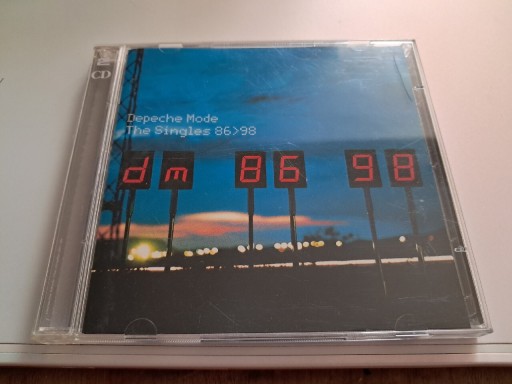 CD
Depeche Mode
The Singles 86>98
dm 86 98